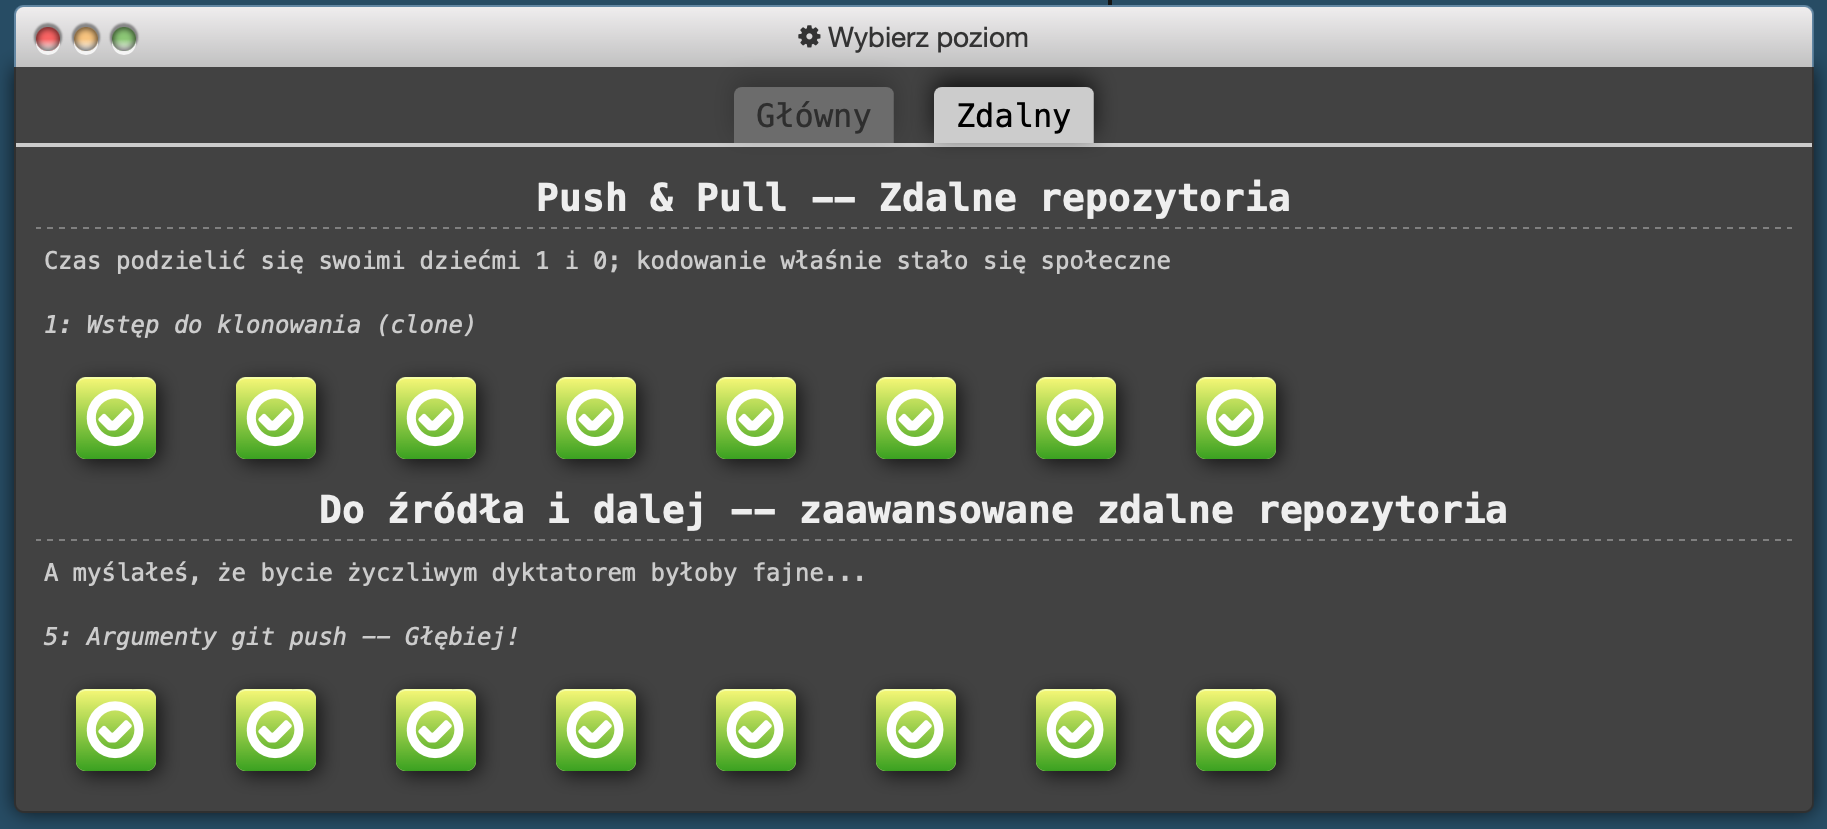 Wybierz poziom
Główny
Zdalny
Push & Pull -- Zdalne repozytoria
Czas podzielić się swoimi dziećmi 1 i 0; kodowanie właśnie stało się społeczne
1: Wstęp do klonowania (clone)
Do źródła i dalej -- zaawansowane zdalne repozytoria
A myślałeś, że bycie życzliwym dyktatorem byłoby fajne...
5: Argumenty git push -- Głębiej!